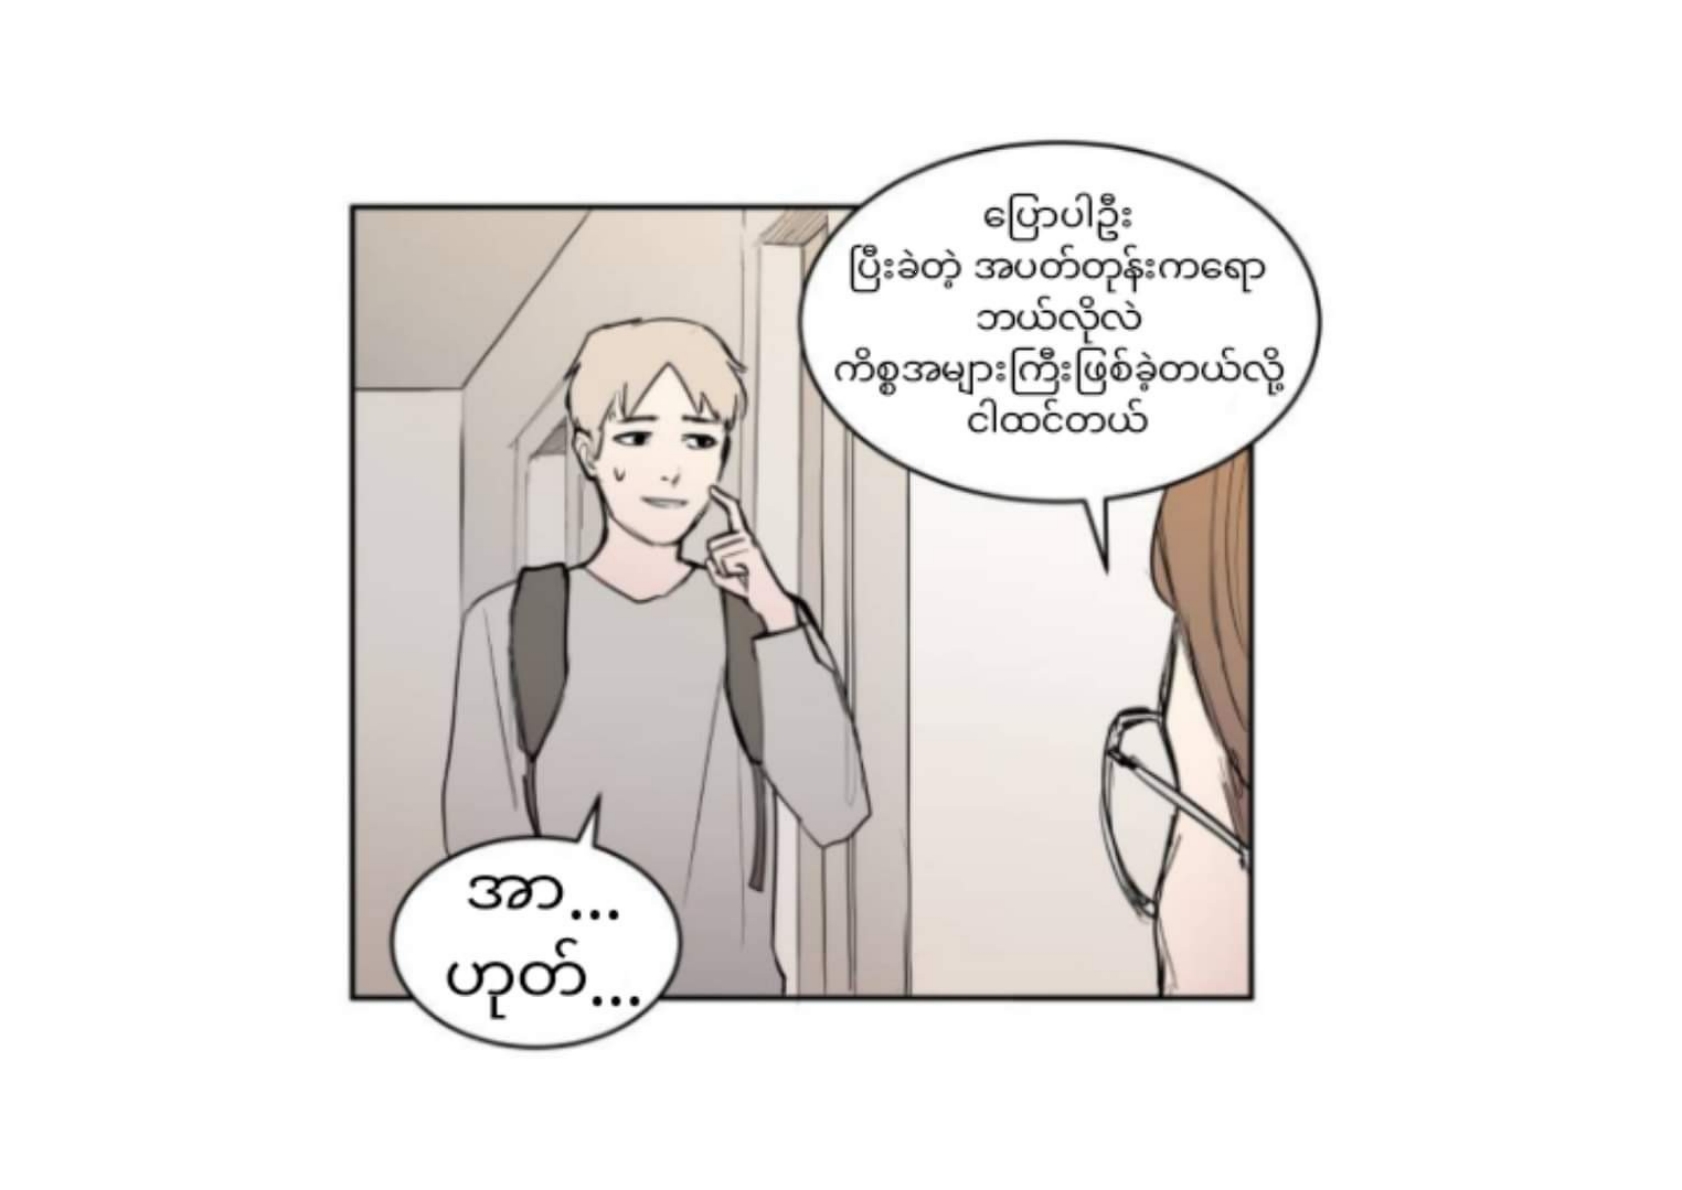 ပြောပါဦး
ပြီးခဲတဲ့ အပတ်တုန်းကရော
ဘယ်လိုလဲ
ကိစ္စအများကြီးဖြစ်ခဲ့တယ်လို့
ငါထင်တယ်
အာ...
ဟုတ်...